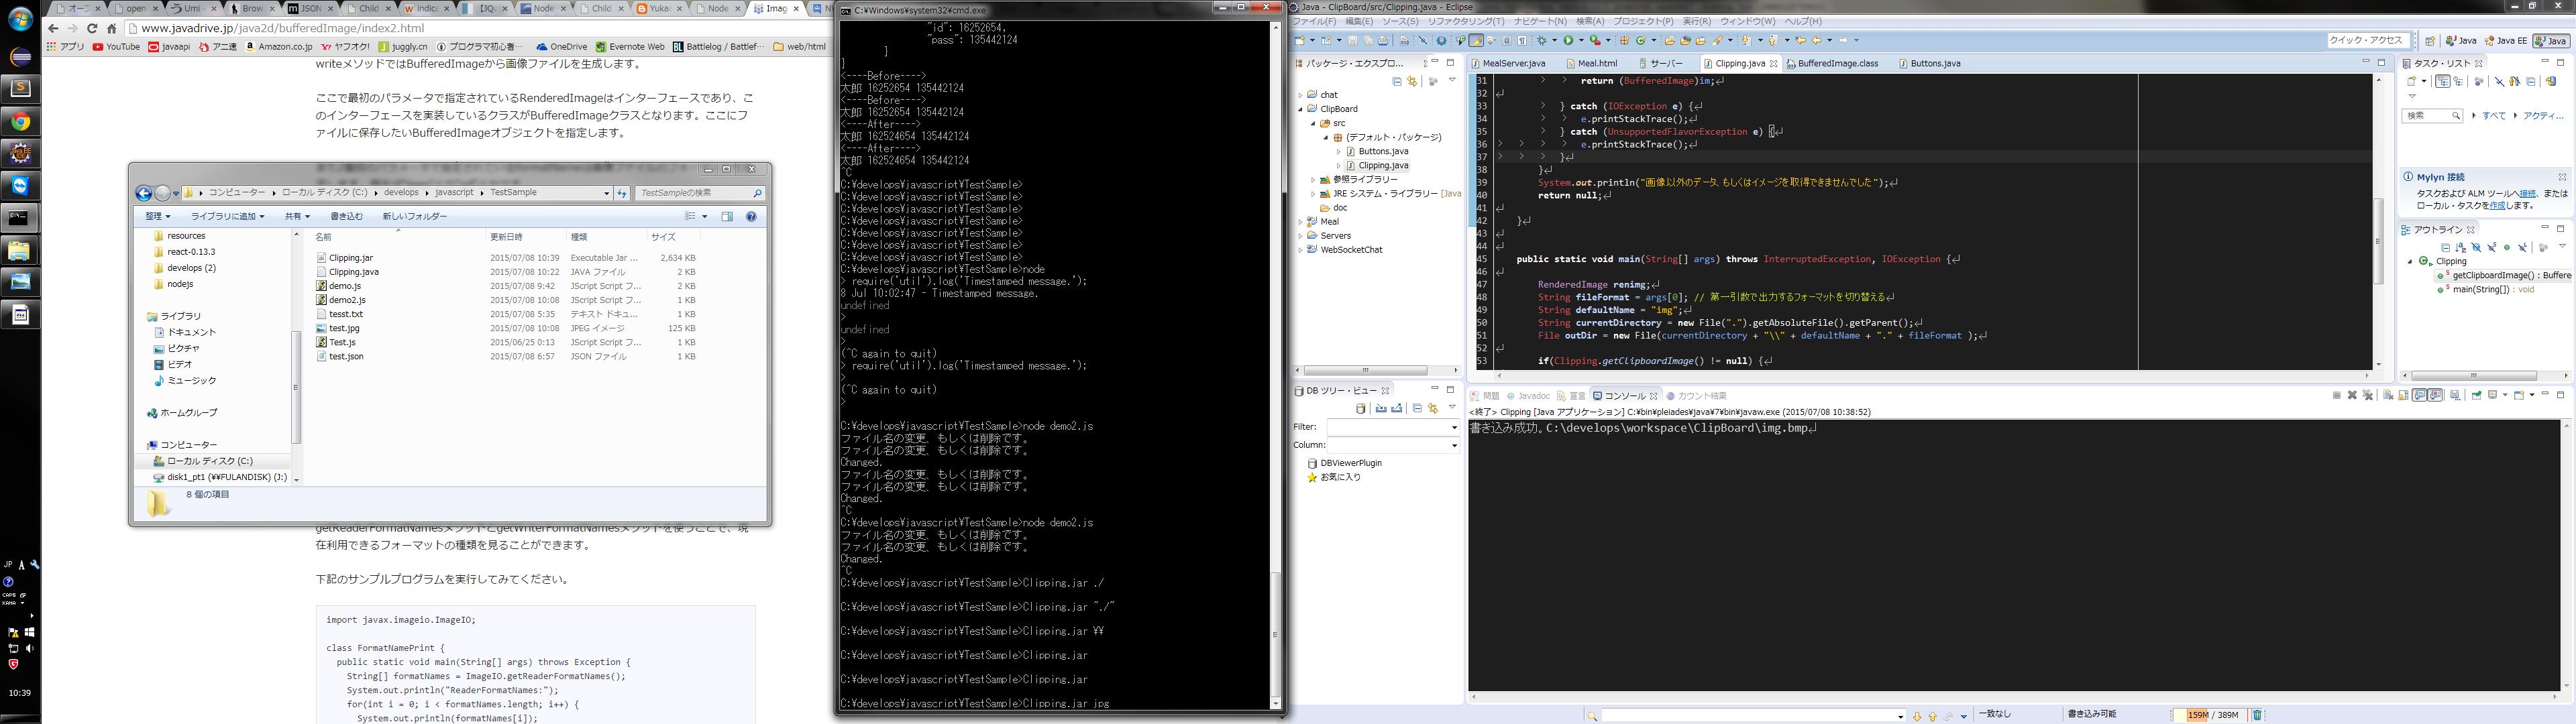 オープ
open
Umi
Brow
JSON
Child
indica
【JQu
Node
Child
Yuka
Node
Imag
www.javadrive.jp/java2d/bufferedImage/index2.html
アプリ
YouTube
javaapi
アニ速
Amazon.co.jp
ヤフオク!
juggly.cn
プログラマ初心者…
OneDrive
Evernote Web
Battlelog / Battlef…
web/html
writeメソッドではBufferedImageから画像ファイルを生成します。
ここで最初のパラメータで指定されているRenderedImageはインターフェースであり、こ
のインターフェースを実装しているクラスがBufferedImageクラスとなります。ここにフ
ァイルに保存したいBufferedImageオブジェクトを指定します。
コンピューター ローカル ディスク (C:) develops javascript TestSample
TestSampleの検索
整理 ライブラリに追加 共有 書き込む 新しいフォルダー
resources
react-0.13.3
develops (2)
nodejs
ライブラリ
ドキュメント
ピクチャ
ビデオ
ミュージック
ホームグループ
コンピューター
ローカル ディスク (C:)
disk1_pt1 (¥¥FULANDISK) (J:)
名前 更新日時 種類 サイズ
Clipping.jar 2015/07/08 10:39 Executable Jar ... 2,634 KB
Clipping.java 2015/07/08 10:22 JAVA ファイル 2 KB
demo.js 2015/07/08 9:42 JScript Script フ... 2 KB
demo2.js 2015/07/08 10:08 JScript Script フ... 1 KB
tesst.txt 2015/07/08 5:35 テキスト ドキュ... 1 KB
test.jpg 2015/07/08 10:08 JPEG イメージ 125 KB
Test.js 2015/06/25 0:13 JScript Script フ... 1 KB
test.json 2015/07/08 6:57 JSON ファイル 1 KB
8 個の項目
getReaderFormatNamesメソッドとgetWriterFormatNamesメソッドを使うことで、現
在利用できるフォーマットの種類を見ることができます。
下記のサンプルプログラムを実行してみてください。
import javax.imageio.ImageIO;
class FormatNamePrint {
public static void main(String[] args) throws Exception {
String[] formatNames = ImageIO.getReaderFormatNames();
System.out.println("ReaderFormatNames:");
for(int i = 0; i < formatNames.length; i++) {
System.out.println(formatNames[i]);
JP A
CAPS
KANA
10:39
C:¥Windows¥system32¥cmd.exe
"id": 16252654,
"pass": 135442124
}
}
<----Before---->
太郎 16252654 135442124
<----Before---->
太郎 16252654 135442124
<----After---->
太郎 162524654 135442124
<----After---->
太郎 162524654 135442124
^C
C:¥develops¥javascript¥TestSample>
C:¥develops¥javascript¥TestSample>
C:¥develops¥javascript¥TestSample>
C:¥develops¥javascript¥TestSample>
C:¥develops¥javascript¥TestSample>
C:¥develops¥javascript¥TestSample>
C:¥develops¥javascript¥TestSample>
C:¥develops¥javascript¥TestSample>node
> require('util').log('Timestamped message.');
8 Jul 10:02:47 - Timestamped message.
undefined
>
undefined
>
(^C again to quit)
> require('util').log('Timestamped message.');
>
(^C again to quit)
>
C:¥develops¥javascript¥TestSample>node demo2.js
ファイル名の変更、もしくは削除です。
ファイル名の変更、もしくは削除です。
Changed.
ファイル名の変更、もしくは削除です。
ファイル名の変更、もしくは削除です。
Changed.
^C
C:¥develops¥javascript¥TestSample>node demo2.js
ファイル名の変更、もしくは削除です。
ファイル名の変更、もしくは削除です。
Changed.
^C
C:¥develops¥javascript¥TestSample>Clipping.jar ./
C:¥develops¥javascript¥TestSample>Clipping.jar "./"
C:¥develops¥javascript¥TestSample>Clipping.jar ¥¥
C:¥develops¥javascript¥TestSample>Clipping.jar
C:¥develops¥javascript¥TestSample>Clipping.jar
C:¥develops¥javascript¥TestSample>Clipping.jar jpg
Java - ClipBoard/src/Clipping.java - Eclipse
ファイル(F) 編集(E) ソース(S) リファクタリング(T) ナビゲート(N) 検索(A) プロジェクト(P) 実行(R) ウィンドウ(W) ヘルプ(H)
クイック・アクセス
Java
Java EE
Java
パッケージ・エクスプロ…
chat
ClipBoard
src
(デフォルト・パッケージ)
Buttons.java
Clipping.java
参照ライブラリー
JRE システム・ライブラリー [Java
doc
Meal
Servers
WebSocketChat
DB ツリー・ビュー
Filter:
Column:
DBViewerPlugin
お気に入り
MealServer.java
Meal.html
サーバー
Clipping.java
BufferedImage.class
Buttons.java
31 return (BufferedImage)im;
32
33 } catch (IOException e) {
34 e.printStackTrace();
35 } catch (UnsupportedFlavorException e) {
36 e.printStackTrace();
37 }
38 }
39 System.out.println("画像以外のデータ、もしくはイメージを取得できませんでした");
40 return null;
41
42 }
43
44
45 public static void main(String[] args) throws InterruptedException, IOException {
46
47 RenderedImage renimg;
48 String fileFormat = args[0]; // 第一引数で出力するフォーマットを切り替える
49 String defaultName = "img";
50 String currentDirectory = new File(".").getAbsoluteFile().getParent();
51 File outDir = new File(currentDirectory + "\\" + defaultName + "." + fileFormat );
52
53 if(Clipping.getClipboardImage() != null) {
問題
Javadoc
宣言
コンソール
カウント結果
<終了> Clipping [Java アプリケーション] C:¥bin¥pleiades¥java¥7¥bin¥javaw.exe (2015/07/08 10:38:52)
書き込み成功。C:\develops\workspace\ClipBoard\img.bmp
タスク・リスト
検索
すべて
アクティ…
Mylyn 接続
タスクおよび ALM ツールへ接続、または
ローカル・タスクを作成します。
アウトライン
Clipping
getClipboardImage() : Buffere
main(String[]) : void
一致なし
書き込み可能
159M / 389M